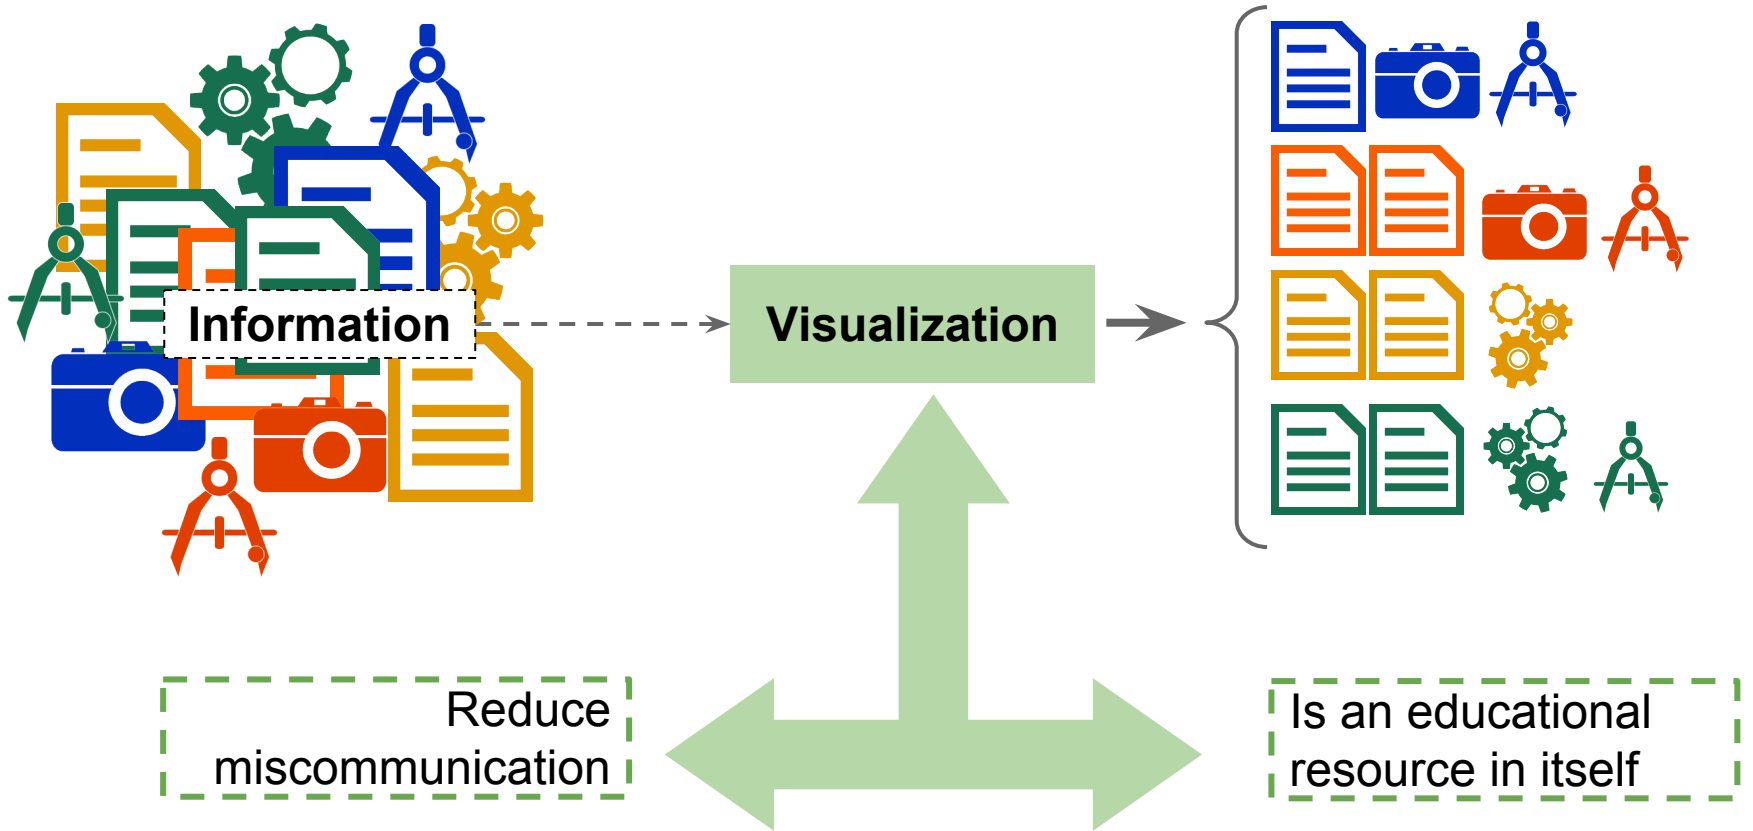 Information
Visualization
Reduce
miscommunication
Is an educational
resource in itself